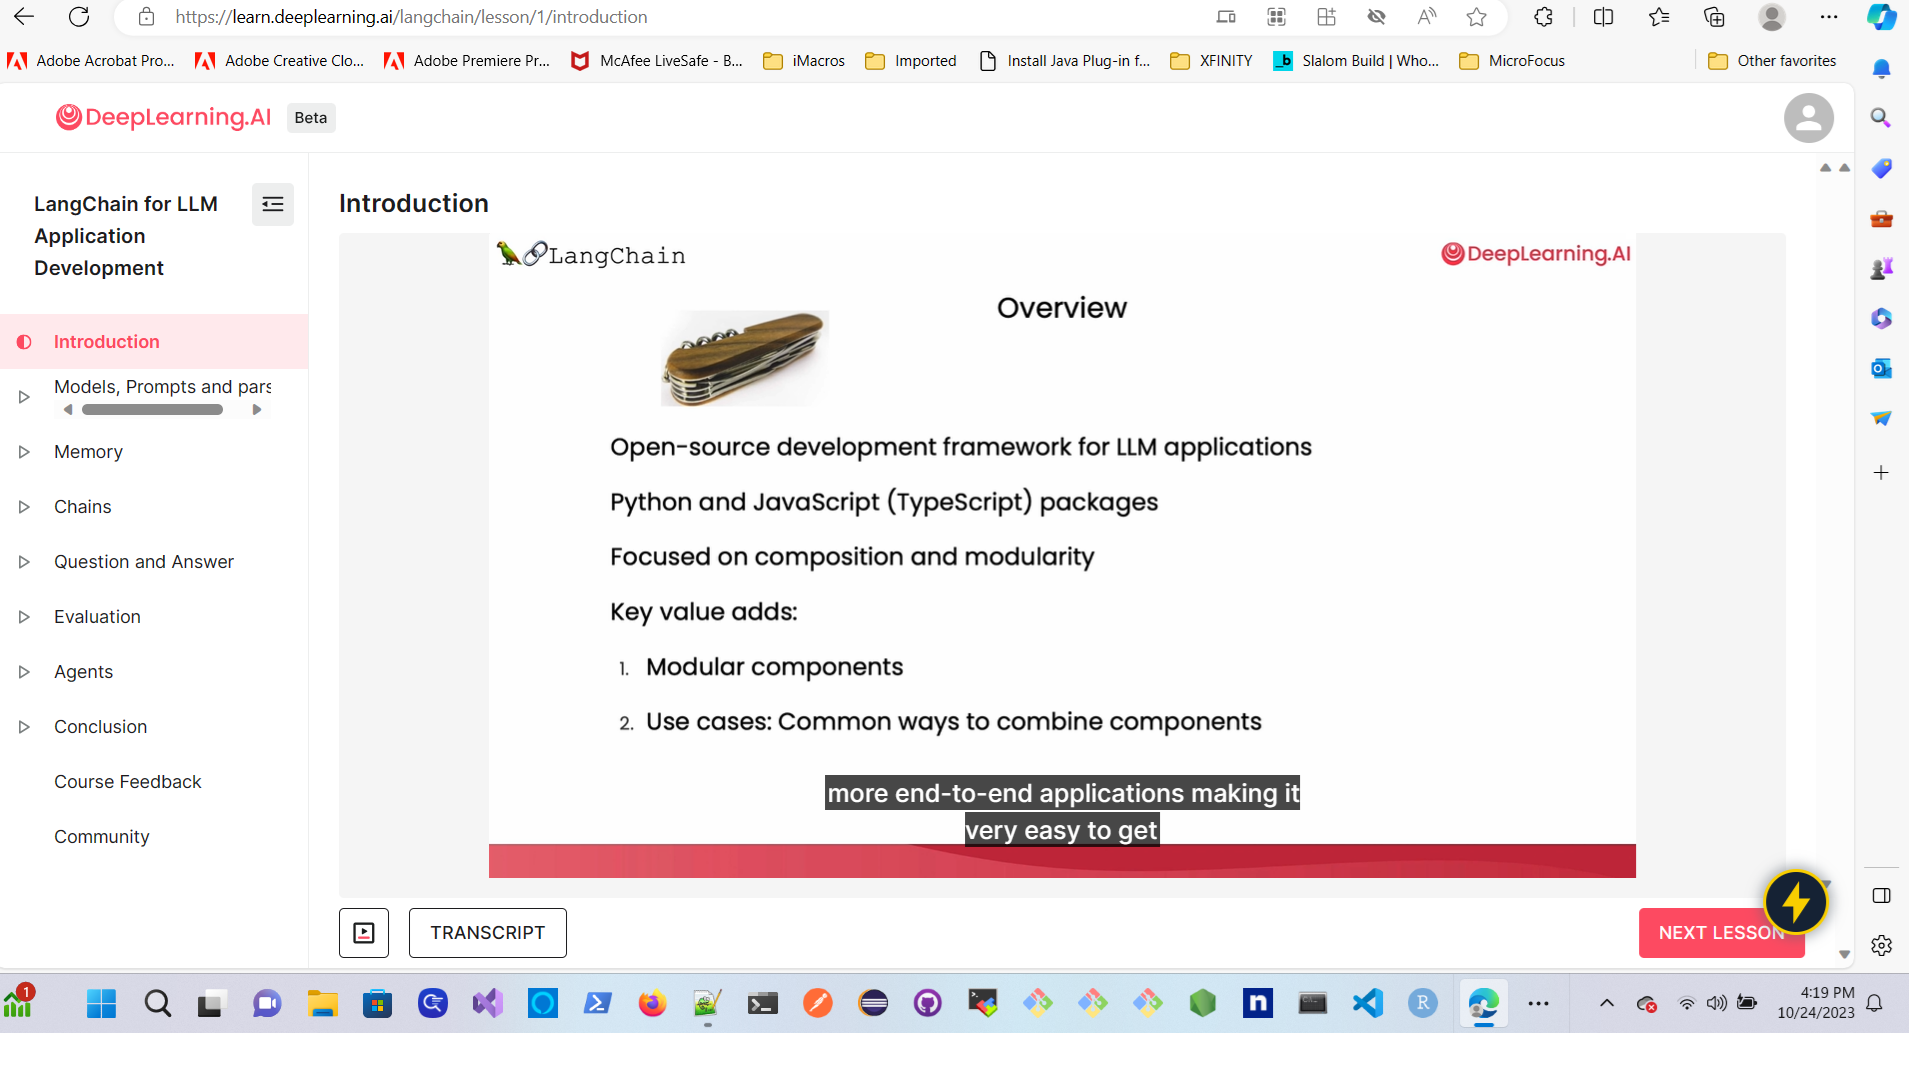 https://learn.deeplearning.ai/langchain/lesson/1/introduction
Adobe Acrobat Pro...
Adobe Creative Clo...
Adobe Premiere Pr...
McAfee LiveSafe - B...
iMacros
Imported
Install Java Plug-in f...
XFINITY
_b
Slalom Build | Who...
MicroFocus
Other favorites
DeepLearning.AI
Beta
LangChain for LLM
Application
Development
Introduction
Models, Prompts and pars
Memory
Chains
Question and Answer
Evaluation
Agents
Conclusion
Course Feedback
Community
Introduction
LangChain
DeepLearning.AI
Overview
Open-source development framework for LLM applications
Python and JavaScript (TypeScript) packages
Focused on composition and modularity
Key value adds:
1. Modular components
2. Use cases: Common ways to combine components
more end-to-end applications making it
very easy to get
TRANSCRIPT
NEXT LESSON
1
n
R
4:19 PM
10/24/2023